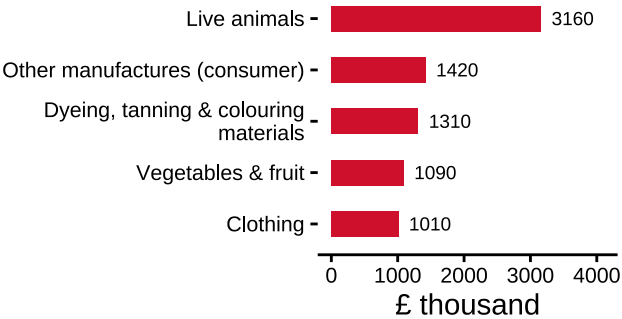 Live animals
3160
Other manufactures (consumer)
1420
Dyeing, tanning & colouring
materials
1310
Vegetables & fruit
1090
Clothing
1010
0 1000 2000 3000 4000
£ thousand